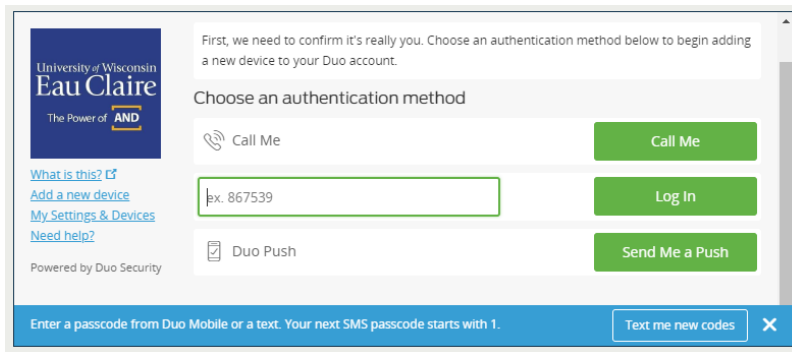 University of Wisconsin
Eau Claire
The Power of AND
What is this?
Add a new device
My Settings & Devices
Need help?
Powered by Duo Security
First, we need to confirm it's really you. Choose an authentication method below to begin adding
a new device to your Duo account.
Choose an authentication method
Call Me
Call Me
ex. 867539
Log In
Duo Push
Send Me a Push
Enter a passcode from Duo Mobile or a text. Your next SMS passcode starts with 1.
Text me new codes